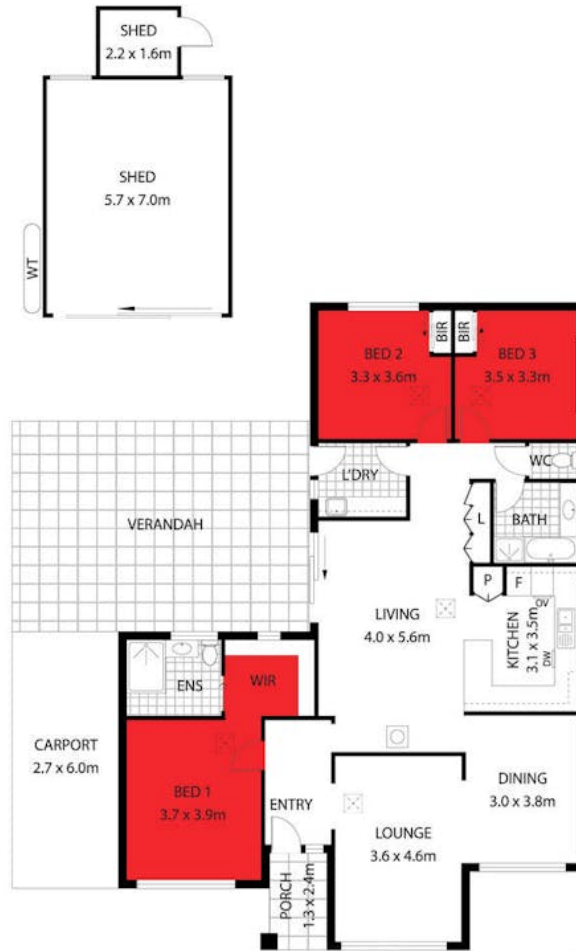 SHED
2.2 x 1.6m
SHED
5.7 x 7.0m
WT
BIR
BIR
BED 2
3.3 x 3.6m
BED 3
3.5 x 3.3m
L'DRY
WC
VERANDAH
L
BATH
P
F
OV
LIVING
4.0 x 5.6m
KITCHEN
3.1 x 3.5m
DW
ENS
WIR
CARPORT
2.7 x 6.0m
BED 1
3.7 x 3.9m
ENTRY
DINING
3.0 x 3.8m
LOUNGE
3.6 x 4.6m
PORCH
1.3 x 2.4m